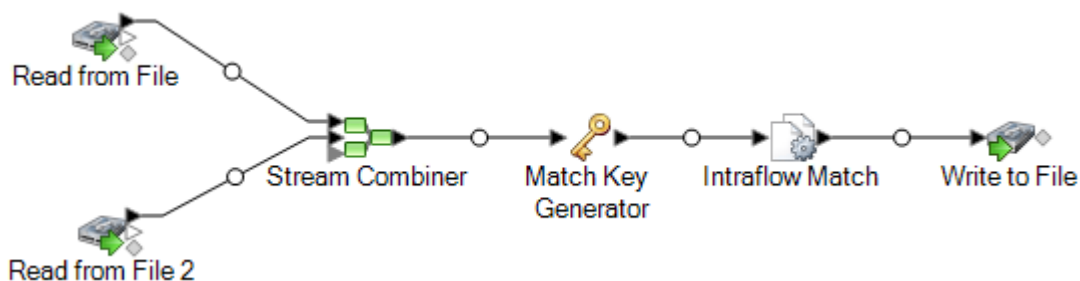 Read from File
Stream Combiner
Match Key
Generator
Intraflow Match
Write to File
Read from File 2